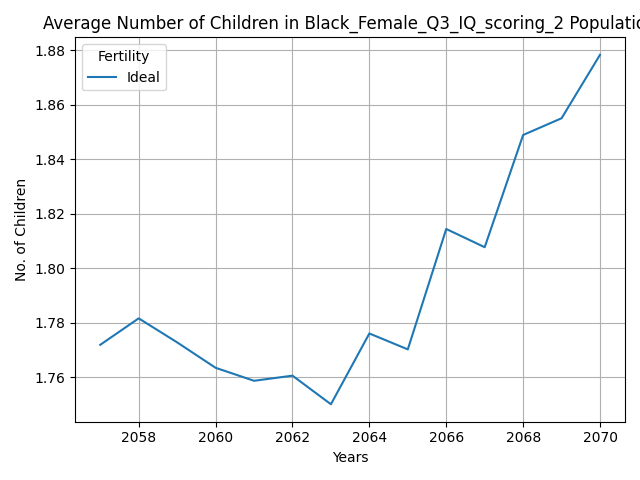 Average Number of Children in Black_Female_Q3_IQ_scoring_2 Populatio
1.88
Fertility
Ideal
1.86
1.84
1.82
1.80
1.78
1.76
No. of Children
2058 2060 2062 2064 2066 2068 2070
Years